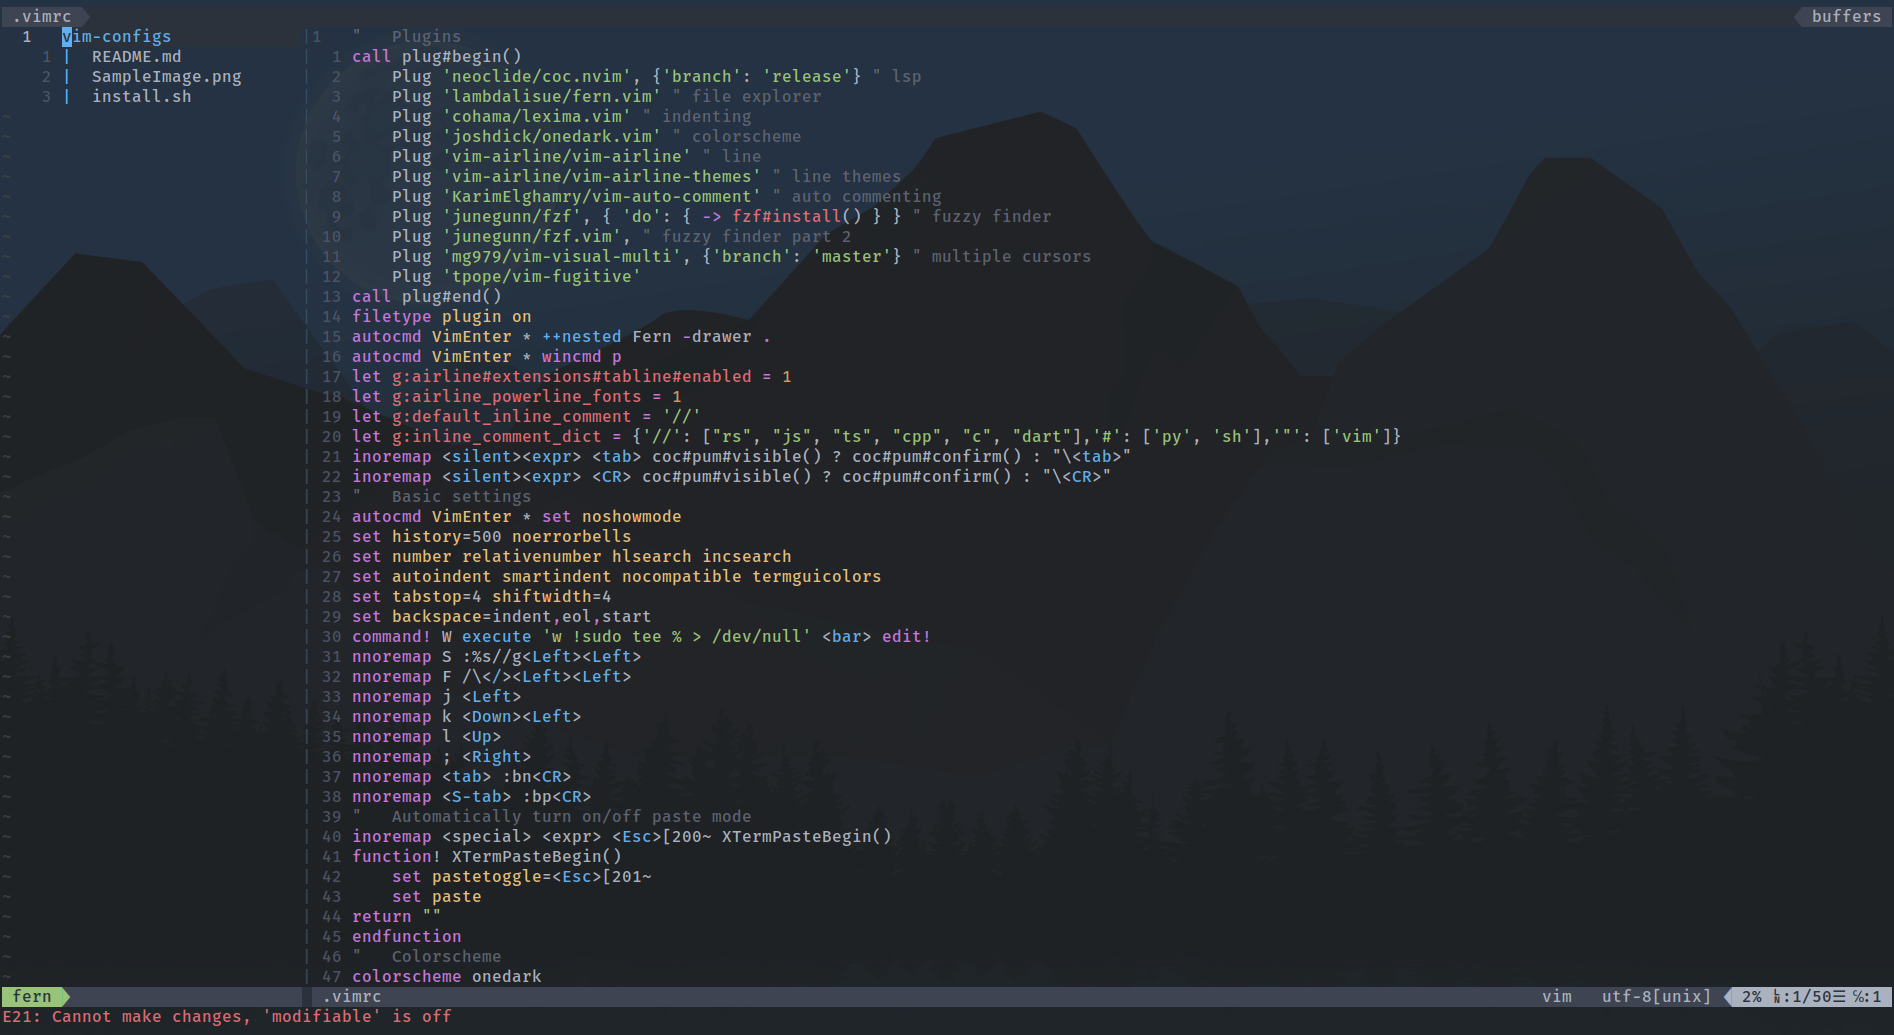 .vimrc buffers
1 vim-configs
1 | README.md
2 | SampleImage.png
3 | install.sh
1 " Plugins
1 call plug#begin()
2 Plug 'neoclide/coc.nvim', {'branch': 'release'} " lsp
3 Plug 'lambdalisue/fern.vim' " file explorer
4 Plug 'cohama/lexima.vim' " indenting
5 Plug 'joshdick/onedark.vim' " colorscheme
6 Plug 'vim-airline/vim-airline' " line
7 Plug 'vim-airline/vim-airline-themes' " line themes
8 Plug 'KarimElghamry/vim-auto-comment' " auto commenting
9 Plug 'junegunn/fzf', { 'do': { -> fzf#install() } } " fuzzy finder
10 Plug 'junegunn/fzf.vim', " fuzzy finder part 2
11 Plug 'mg979/vim-visual-multi', {'branch': 'master'} " multiple cursors
12 Plug 'tpope/vim-fugitive'
13 call plug#end()
14 filetype plugin on
15 autocmd VimEnter * ++nested Fern -drawer .
16 autocmd VimEnter * wincmd p
17 let g:airline#extensions#tabline#enabled = 1
18 let g:airline_powerline_fonts = 1
19 let g:default_inline_comment = '//'
20 let g:inline_comment_dict = {'//': ["rs", "js", "ts", "cpp", "c", "dart"],'#': ['py', 'sh'],'"': ['vim']}
21 inoremap <silent><expr> <tab> coc#pum#visible() ? coc#pum#confirm() : "\<tab>"
22 inoremap <silent><expr> <CR> coc#pum#visible() ? coc#pum#confirm() : "\<CR>"
23 " Basic settings
24 autocmd VimEnter * set noshowmode
25 set history=500 noerrorbells
26 set number relativenumber hlsearch incsearch
27 set autoindent smartindent nocompatible termguicolors
28 set tabstop=4 shiftwidth=4
29 set backspace=indent,eol,start
30 command! W execute 'w !sudo tee % > /dev/null' <bar> edit!
31 nnoremap S :%s//g<Left><Left>
32 nnoremap F /\</><Left><Left>
33 nnoremap j <Left>
34 nnoremap k <Down><Left>
35 nnoremap l <Up>
36 nnoremap ; <Right>
37 nnoremap <tab> :bn<CR>
38 nnoremap <S-tab> :bp<CR>
39 " Automatically turn on/off paste mode
40 inoremap <special> <expr> <Esc>[200~ XTermPasteBegin()
41 function! XTermPasteBegin()
42 set pastetoggle=<Esc>[201~
43 set paste
44 return ""
45 endfunction
46 " Colorscheme
47 colorscheme onedark
fern .vimrc vim utf-8[unix] 2% ㏑:1/50☰ ℅:1
E21: Cannot make changes, 'modifiable' is off